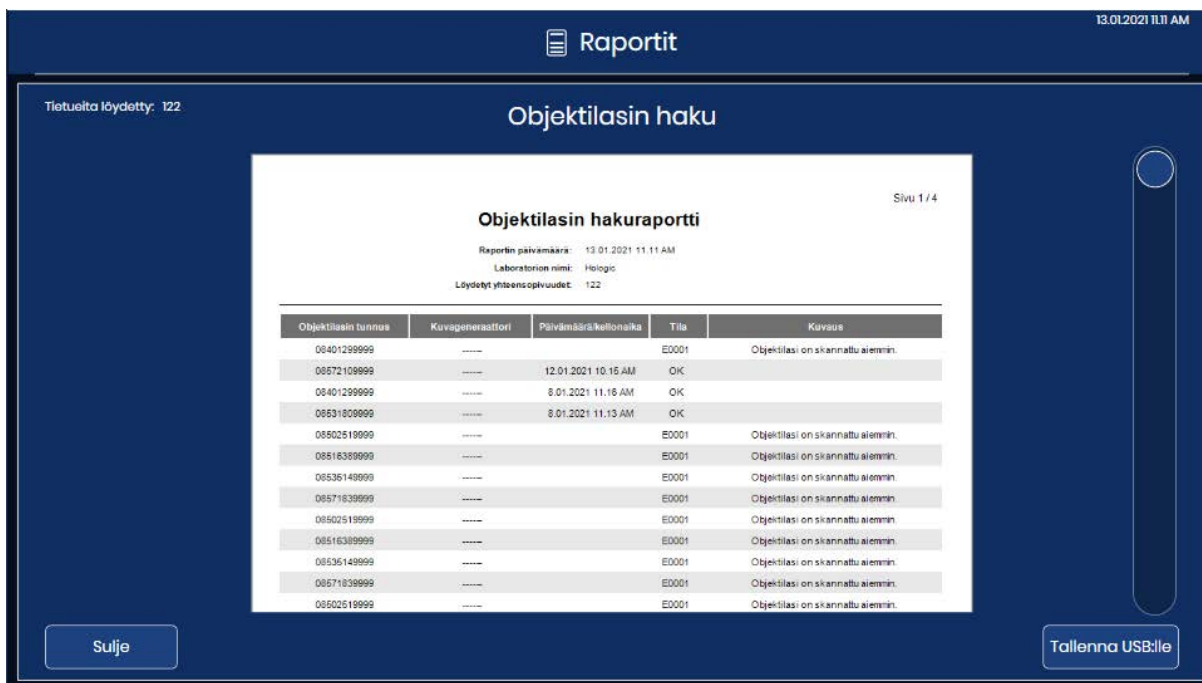 13.01.2021 11.11 AM
Raportit
Tietueita löydetty: 122
Objektilasin haku
Sivu 1 / 4
Objektilasin hakuraportti
Raportin päivämäärä: 13.01.2021 11.11 AM
Laboratorion nimi: Hologic
Löydetyt yhteensopivuudet: 122
Objektilasin tunnus Kuvageneraattori Päivämäärä/kellonaika Tila Kuvaus
08401299999 ------ E0001 Objektilasi on skannattu aiemmin.
08572109999 ------ 12.01.2021 10.15 AM OK
08401299999 ------ 8.01.2021 11.16 AM OK
08531809999 ------ 8.01.2021 11.13 AM OK
08502519999 ------ E0001 Objektilasi on skannattu aiemmin.
08516389999 ------ E0001 Objektilasi on skannattu aiemmin.
08535149999 ------ E0001 Objektilasi on skannattu aiemmin.
08571839999 ------ E0001 Objektilasi on skannattu aiemmin.
08502519999 ------ E0001 Objektilasi on skannattu aiemmin.
08516389999 ------ E0001 Objektilasi on skannattu aiemmin.
08535149999 ------ E0001 Objektilasi on skannattu aiemmin.
08571839999 ------ E0001 Objektilasi on skannattu aiemmin.
08502519999 ------ E0001 Objektilasi on skannattu aiemmin.
Sulje
Tallenna USB:lle